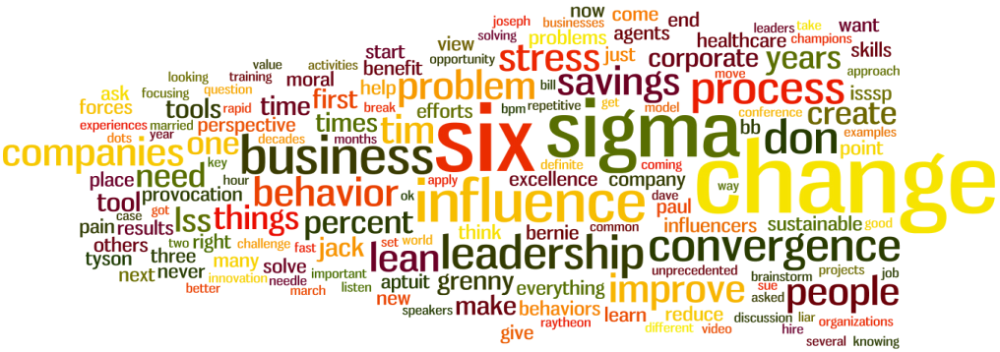 now come end
joseph businesses
leaders take
solving problems agents healthcare champions want
start view stress just corporate years skills
value activities benefit opportunity move approach
looking training moral help problem bill savings process isssp
ask focusing question first break efforts bpm repetitive get model conference create
forces tools rapid time perspective times tim six sigma bb don examples
experiences married decades months
dots year one business definite coming point
companies key change
place need hour behavior ok apply excellence company dave way
tool provocation influence paul
case got lss things percent think bernie common influencers sustainable good
pain results
others two right challenge fast jack set world lean leadership convergence
tyson three many solve important aptuit grenny unprecedented brainstorm projects job
next never innovation needle listen everything improve sue people
better march new make behaviors learn reduce asked
speakers raytheon different video discussion liar organizations
give hire
several knowing